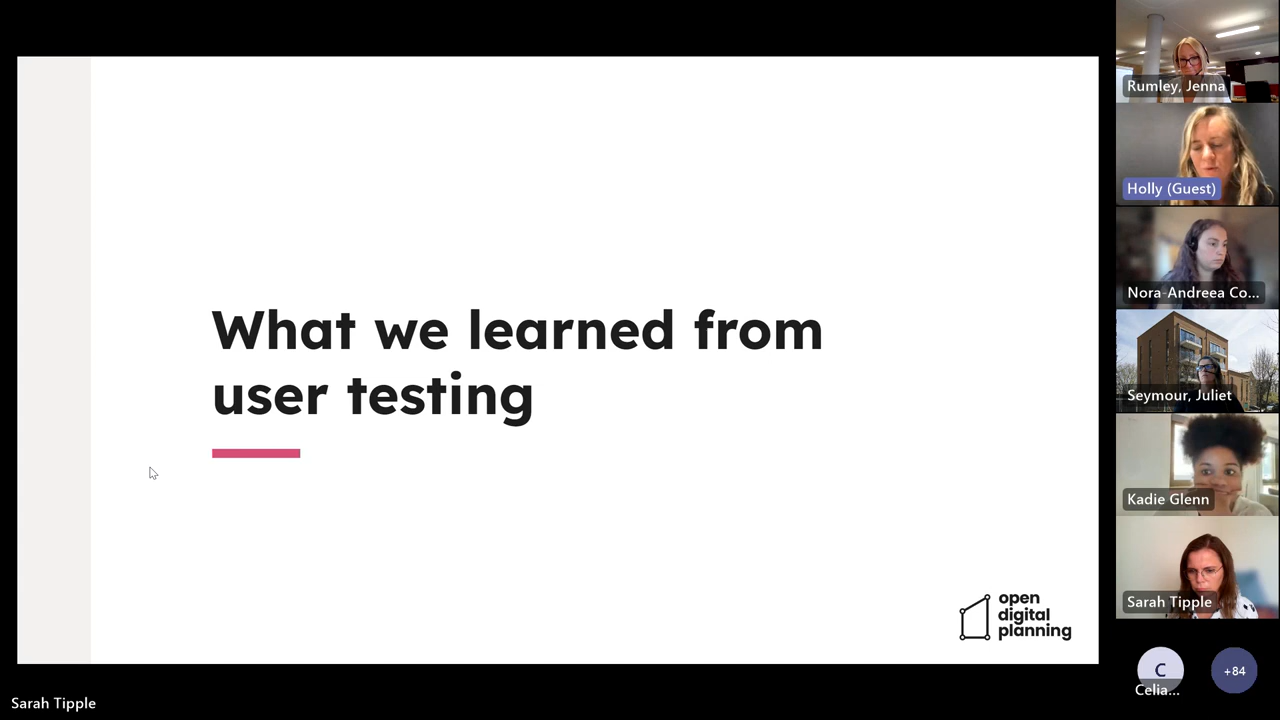 What we learned from
user testing
open
digital
planning
Rumley, Jenna
Holly (Guest)
Nora-Andreea Co...
Seymour, Juliet
Kadie Glenn
Sarah Tipple
C
Celia...
+84
Sarah Tipple